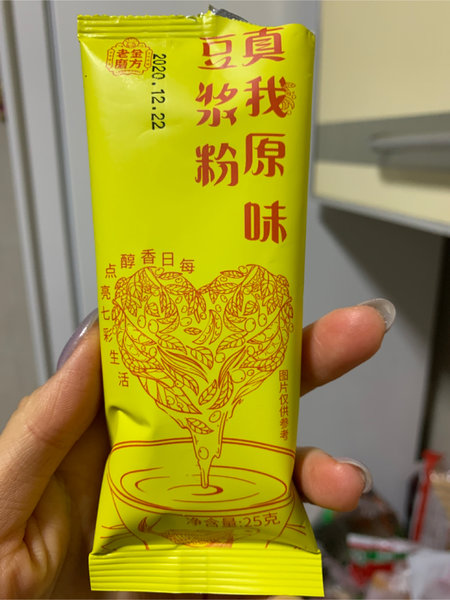 老金
磨方
2020.12.22
真我原味
豆浆粉
每日香醇
点亮七彩生活
图片仅供参考
净含量:25克